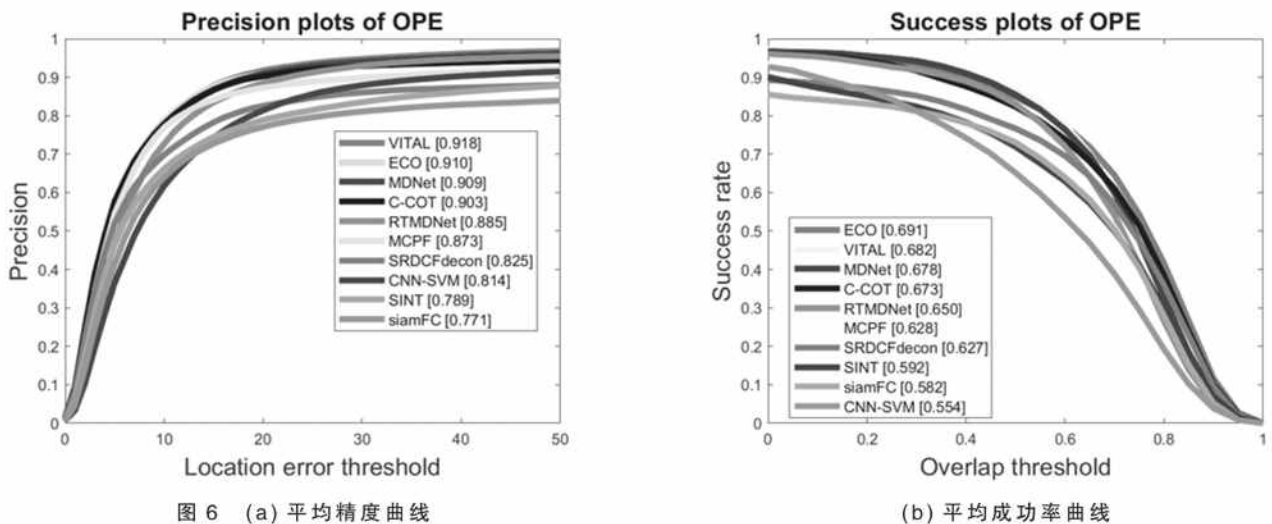 Precision plots of OPE
1
0.9
0.8
0.7
0.6
0.5
0.4
0.3
0.2
0.1
0
Precision
0 10 20 30 40 50
Location error threshold
VITAL [0.918]
ECO [0.910]
MDNet [0.909]
C-COT [0.903]
RTMDNet [0.885]
MCPF [0.873]
SRDCFdecon [0.825]
CNN-SVM [0.814]
SINT [0.789]
siamFC [0.771]
图 6 (a) 平均精度曲线
Success plots of OPE
1
0.9
0.8
0.7
0.6
0.5
0.4
0.3
0.2
0.1
0
Success rate
0 0.2 0.4 0.6 0.8 1
Overlap threshold
ECO [0.691]
VITAL [0.682]
MDNet [0.678]
C-COT [0.673]
RTMDNet [0.650]
MCPF [0.628]
SRDCFdecon [0.627]
SINT [0.592]
siamFC [0.582]
CNN-SVM [0.554]
(b) 平均成功率曲线